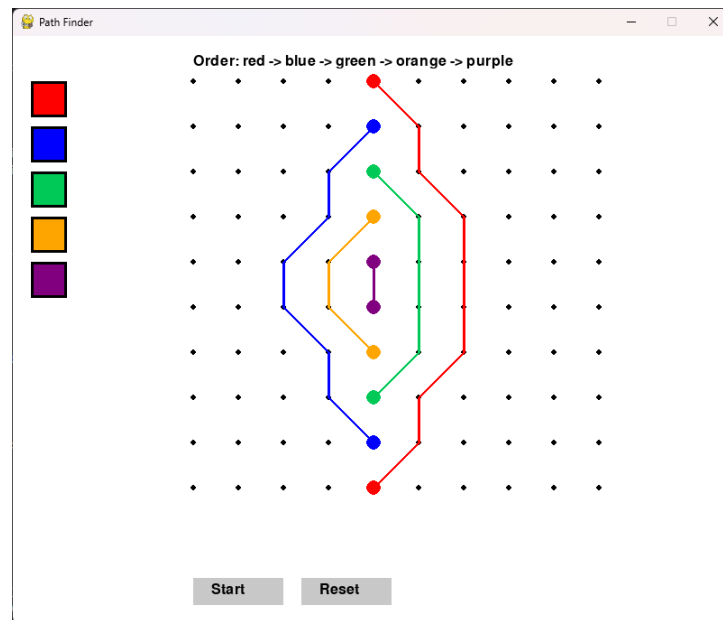 Path Finder
Order: red -> blue -> green -> orange -> purple
Start
Reset